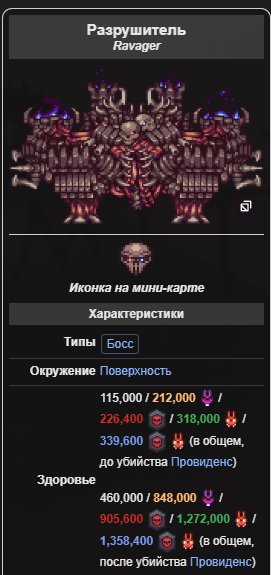 Разрушитель
Ravager
Иконка на мини-карте
Характеристики
Типы Босс
Окружение Поверхность
115,000 / 212,000 /
226,400 / 318,000 /
339,600 (в общем,
до убийства Провиденс)
Здоровье
460,000 / 848,000 /
905,600 / 1,272,000 /
1,358,400 (в общем,
после убийства Провиденс)